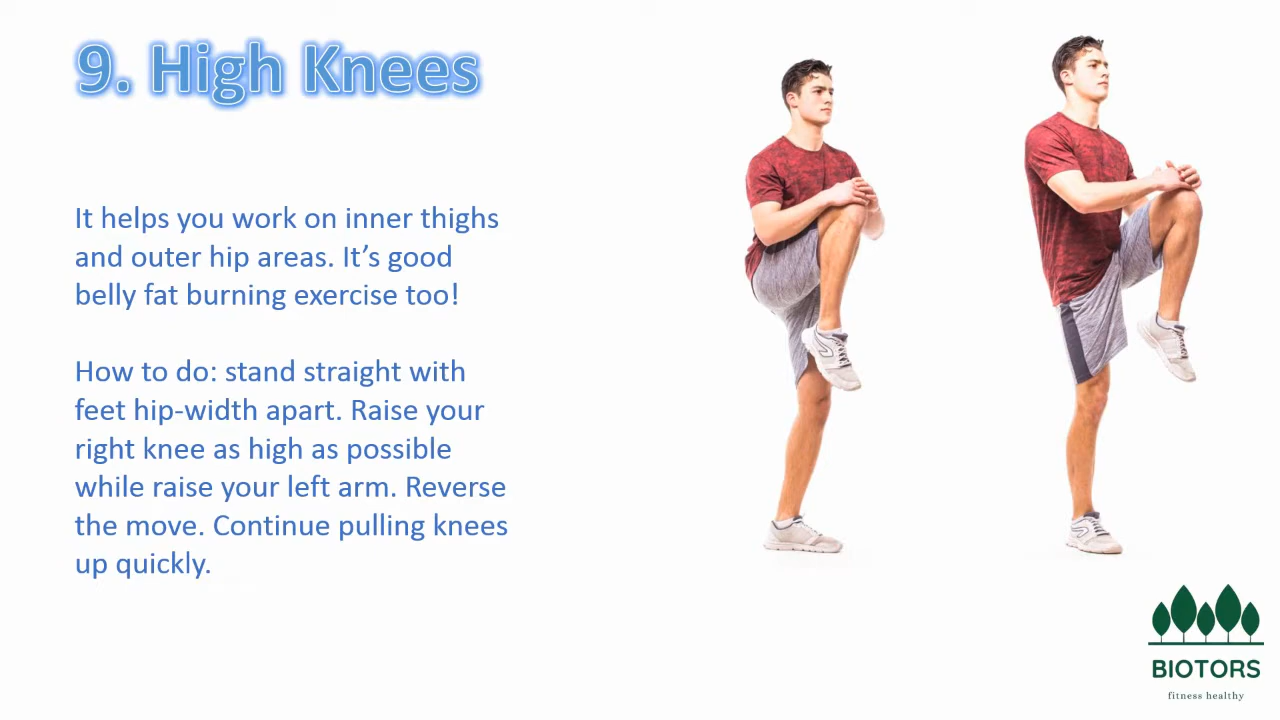 9. High Knees
It helps you work on inner thighs
and outer hip areas. It’s good
belly fat burning exercise too!
How to do: stand straight with
feet hip-width apart. Raise your
right knee as high as possible
while raise your left arm. Reverse
the move. Continue pulling knees
up quickly.
BIOTORS
fitness healthy